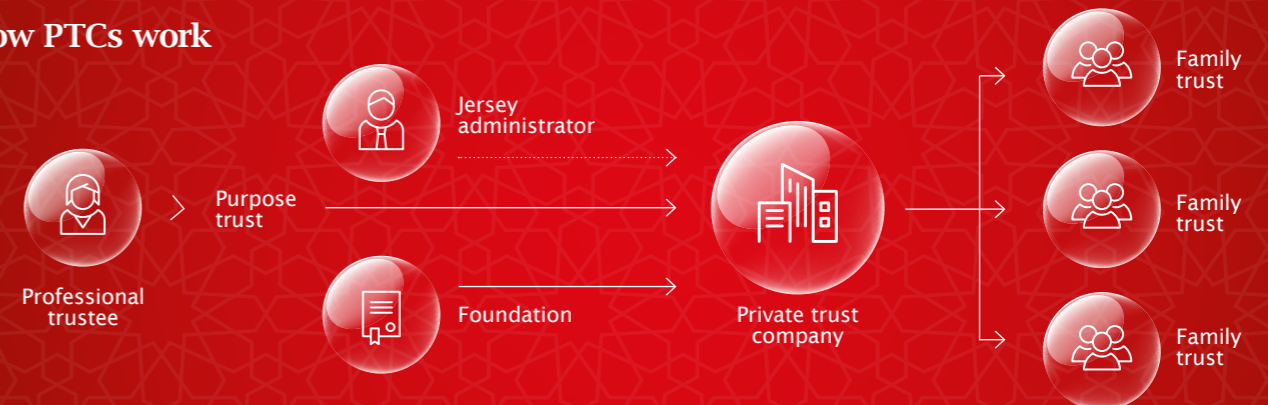 ow PTCs work
Professional
trustee
Purpose
trust
Jersey
administrator
Foundation
Private trust
company
Family
trust
Family
trust
Family
trust